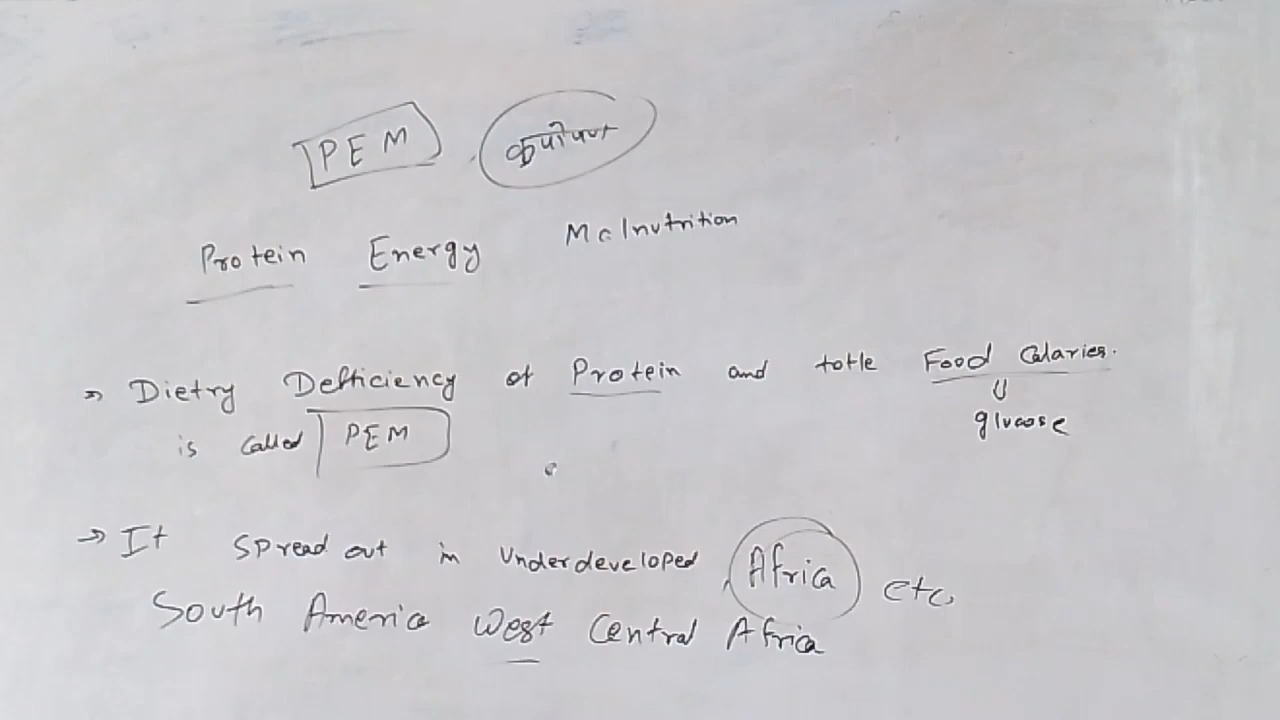 PEM कुपोषण
Protein Energy Malnutrition
⇒ Dietry Defficiency of Protein and totle Food Calaries.
⇓
glucose
is called PEM
→ It spread out in Underdeveloped, Africa etc,
South America West Central Africa